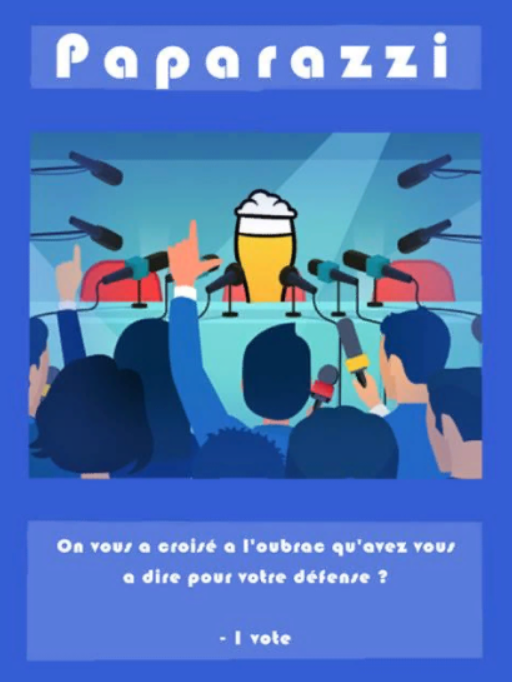 Paparazzi
On vous a croisé a l'oubrac qu'avez vous
a dire pour votre défense ?
- 1 vote